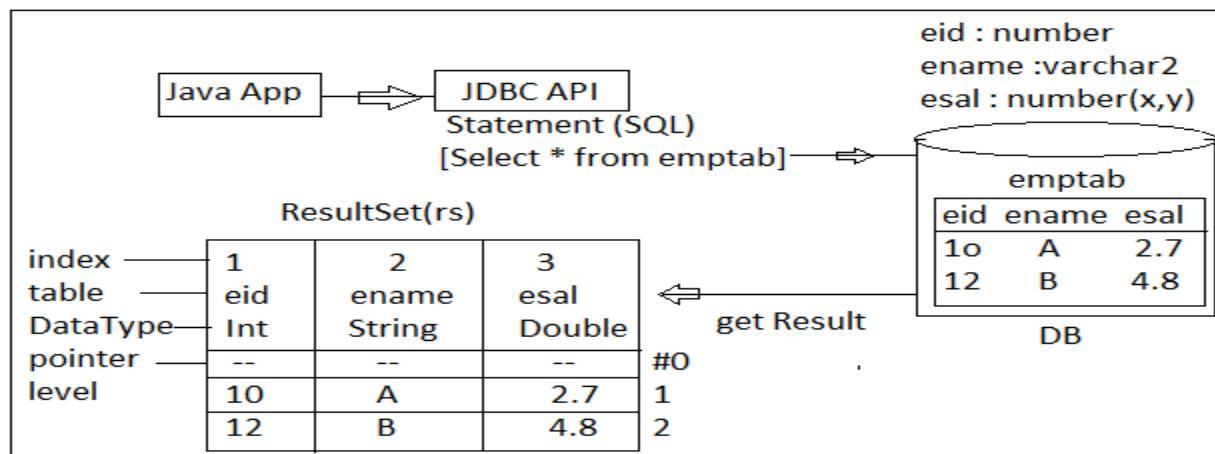 eid : number
ename :varchar2
esal : number(x,y)
Java App
JDBC API
Statement (SQL)
[Select * from emptab]
emptab
eid ename esal
1o A 2.7
12 B 4.8
DB
get Result
ResultSet(rs)
index 1 2 3
table eid ename esal
DataType Int String Double
pointer -- -- -- #0
level 10 A 2.7 1
12 B 4.8 2